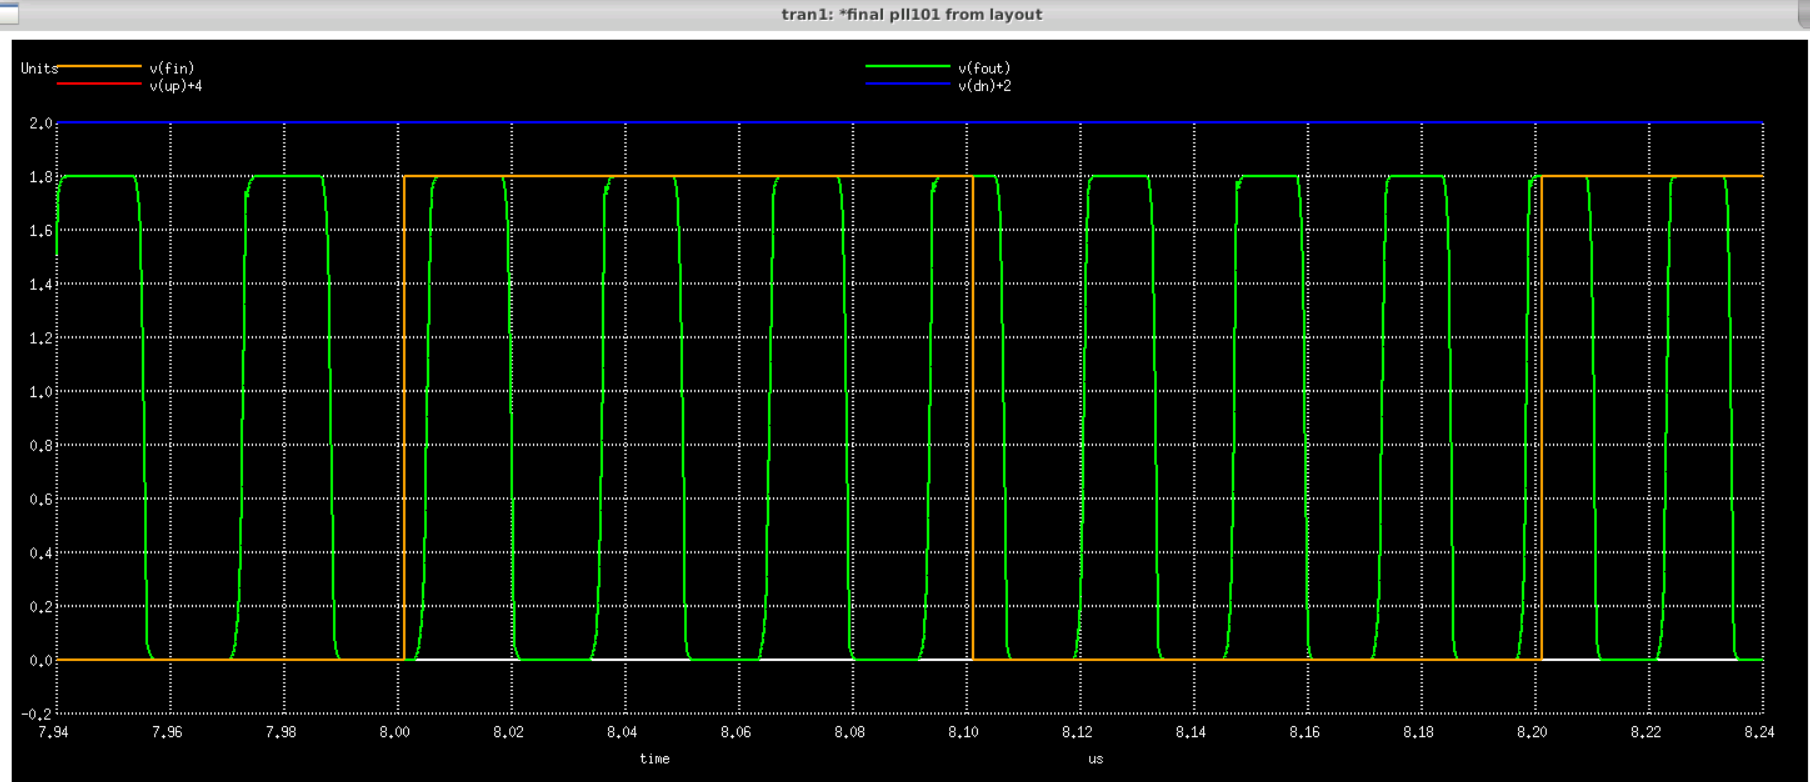 tran1: *final pll101 from layout
Units v(fin) v(fout)
v(up)+4 v(dn)+2
2.0
1.8
1.6
1.4
1.2
1.0
0.8
0.6
0.4
0.2
0.0
-0.2
7.94 7.96 7.98 8.00 8.02 8.04 8.06 8.08 8.10 8.12 8.14 8.16 8.18 8.20 8.22 8.24
time us